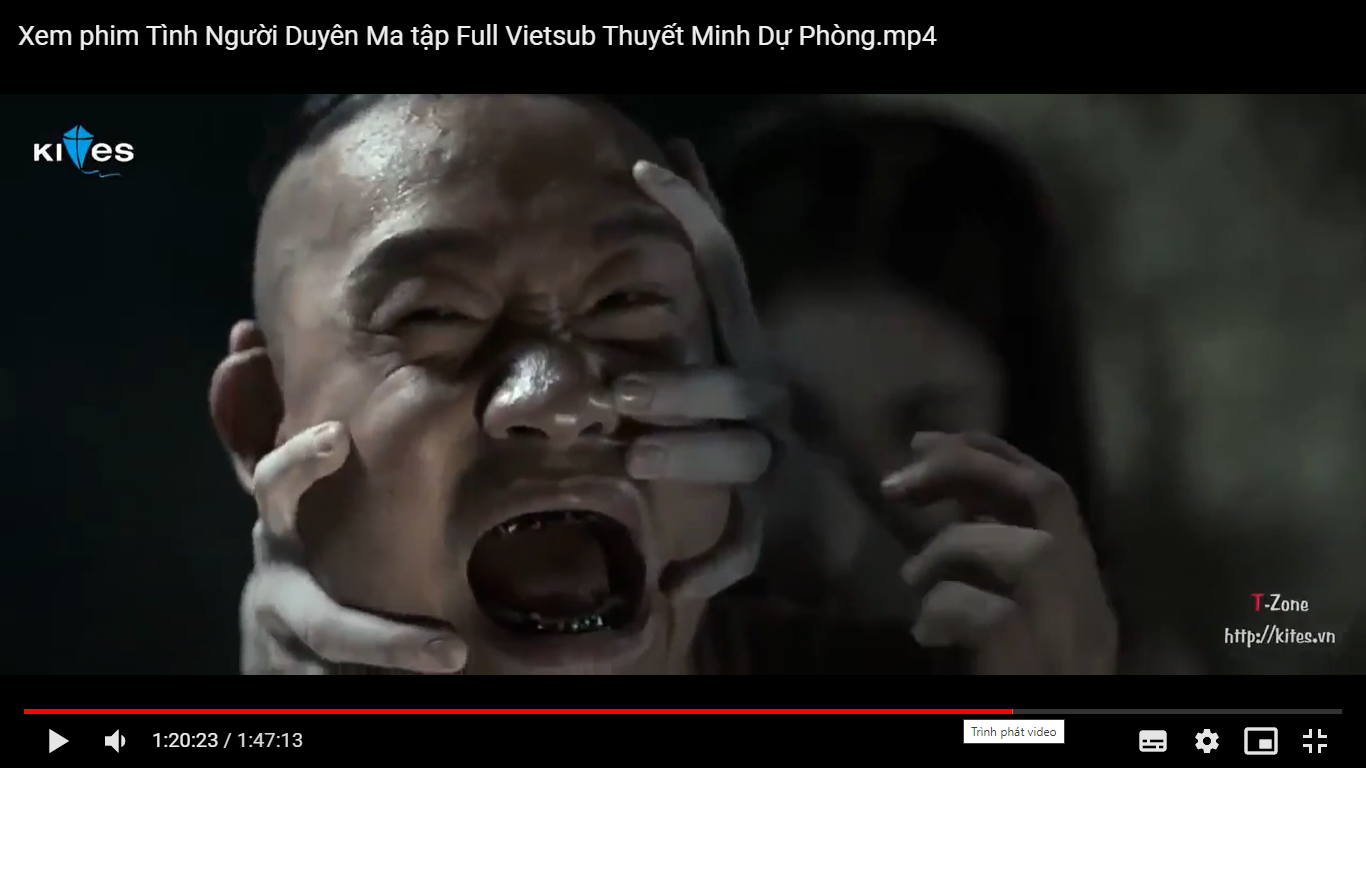 Xem phim Tình Người Duyên Ma tập Full Vietsub Thuyết Minh Dự Phòng.mp4
KITES
T-Zone
http://kites.vn
1:20:23 / 1:47:13
Trình phát video